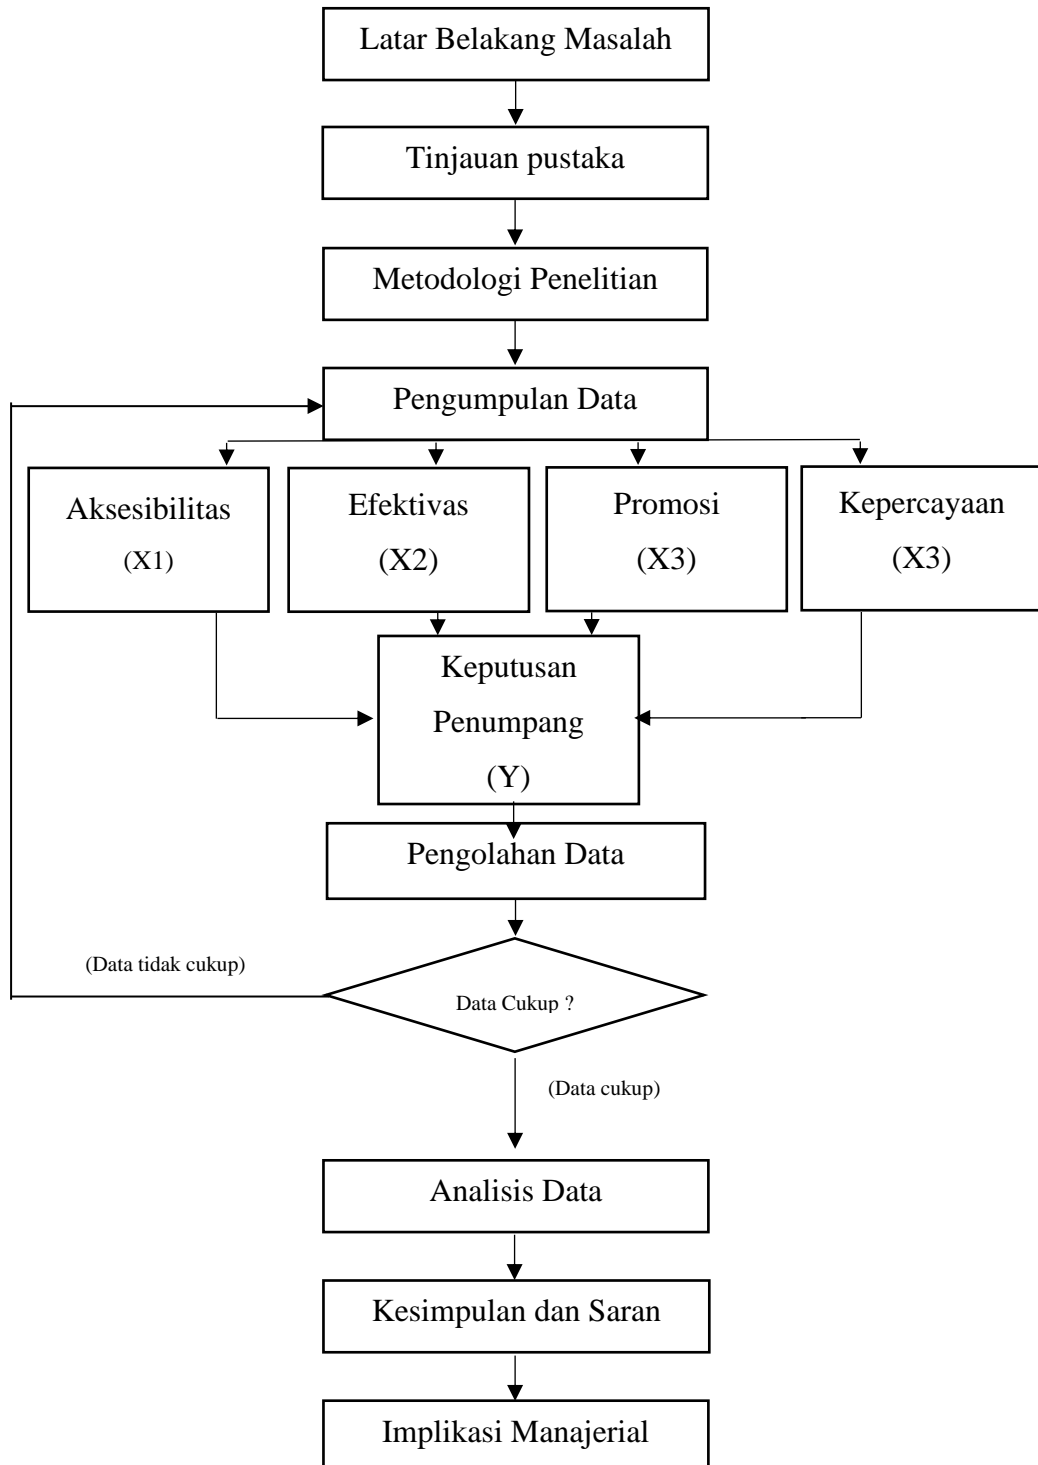 Latar Belakang Masalah
Tinjauan pustaka
Metodologi Penelitian
Pengumpulan Data
Aksesibilitas
(X1)
Efektivas
(X2)
Promosi
(X3)
Kepercayaan
(X3)
Keputusan
Penumpang
(Y)
Pengolahan Data
(Data tidak cukup)
Data Cukup ?
(Data cukup)
Analisis Data
Kesimpulan dan Saran
Implikasi Manajerial